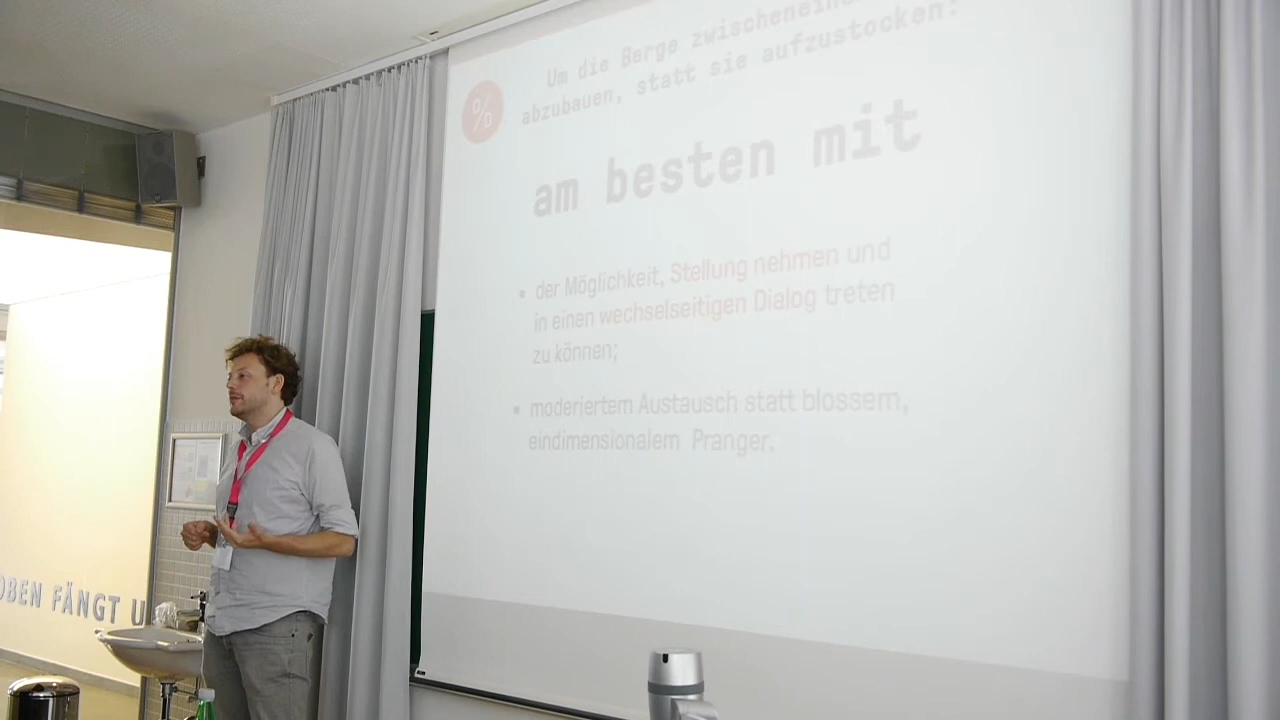 Um die Berge
abzubauen, statt sie aufzustocken:
am besten mit
• der Möglichkeit, Stellung nehmen und
in einen wechselseitigen Dialog treten
zu können;
• moderiertem Austausch statt blossem,
eindimensionalem Pranger.
OBEN FÄNGT U